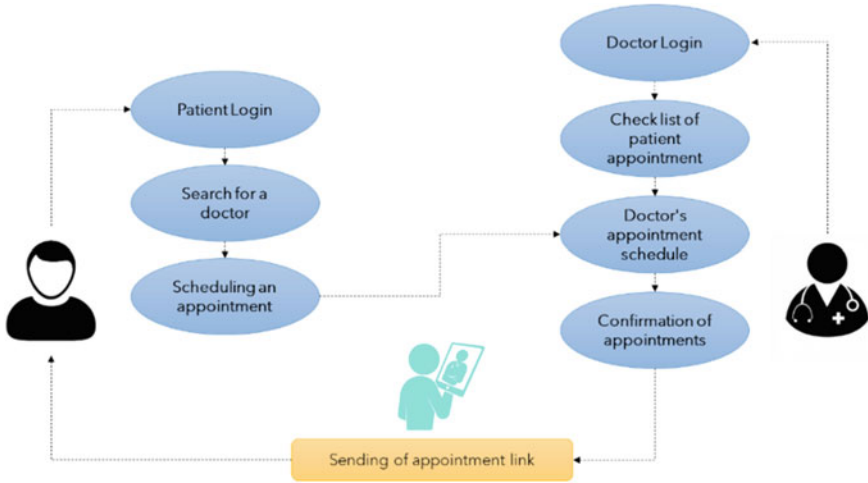 Patient Login
Search for a
doctor
Scheduling an
appointment
Doctor Login
Check list of
patient
appointment
Doctor's
appointment
schedule
Confirmation of
appointments
Sending of appointment link